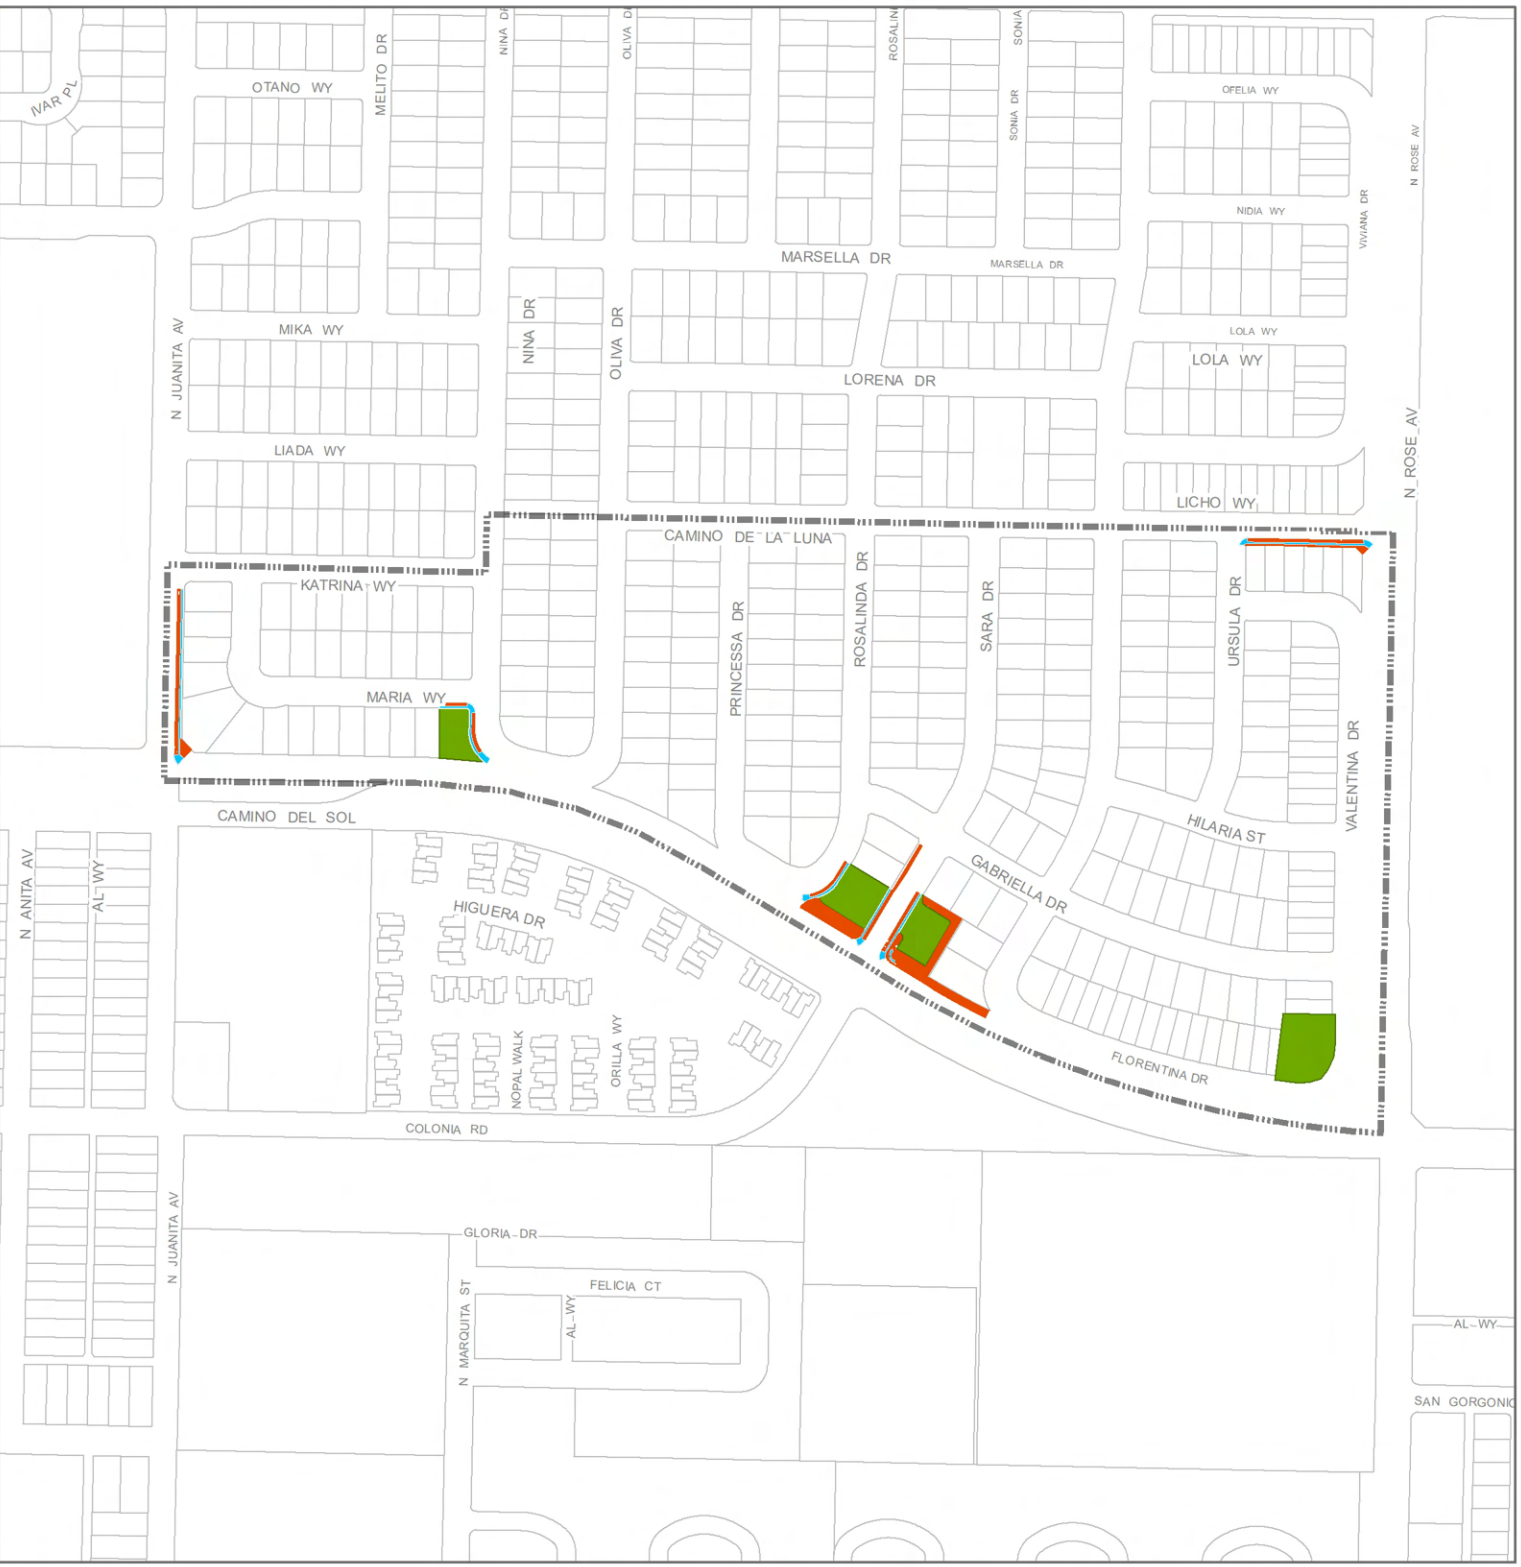 NINA DR
OLIVA DR
ROSALIN
SONIA
MELITO DR
IVAR PL
OTANO WY
OFELIA WY
SONIA DR
N ROSE AV
NIDIA WY
VIVIANA DR
MARSELLA DR
MARSELLA DR
MIKA WY
N JUANITA AV
NINA DR
OLIVA DR
LOLA WY
LOLA WY
LORENA DR
LIADA WY
N ROSE AV
LICHO WY
CAMINO DE LA LUNA
KATRINA WY
PRINCESSA DR
ROSALINDA DR
SARA DR
URSULA DR
MARIA WY
VALENTINA DR
CAMINO DEL SOL
HILARIA ST
N ANITA AV
AL WY
GABRIELLA DR
HIGUERA DR
NOPAL WALK
ORILLA WY
FLORENTINA DR
COLONIA RD
N JUANITA AV
GLORIA DR
FELICIA CT
N MARQUITA ST
AL WY
AL WY
SAN GORGONIO